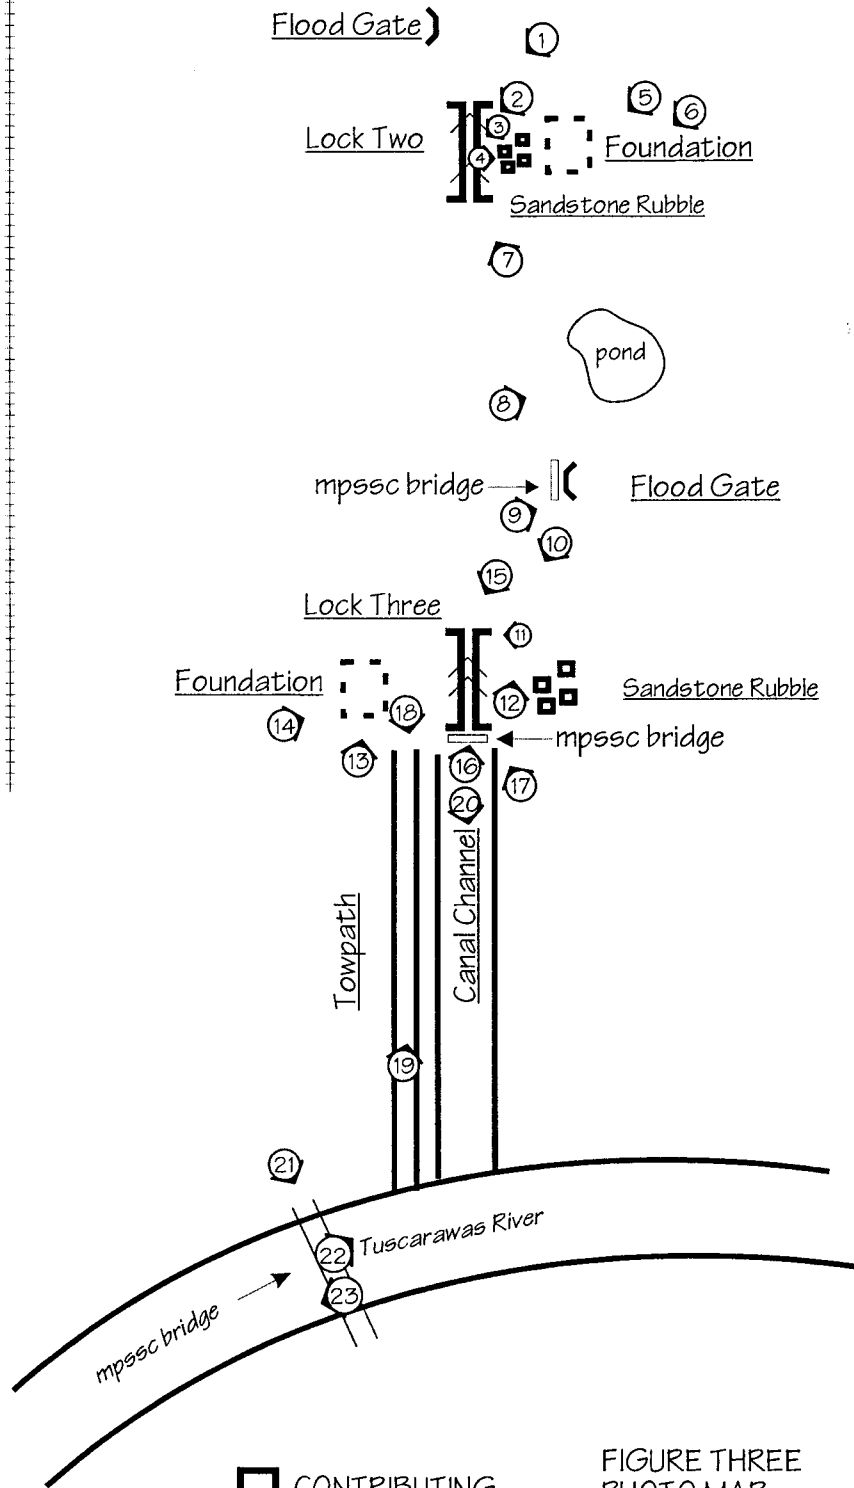 Flood Gate
1
2
5
6
3
Lock Two
Foundation
4
Sandstone Rubble
7
pond
8
mpssc bridge
Flood Gate
9
10
15
Lock Three
11
Foundation
Sandstone Rubble
12
18
14
mpssc bridge
13
16
17
20
Canal Channel
Towpath
19
21
Tuscarawas River
22
23
mpssc bridge
FIGURE THREE
CONTRIBUTING
PHOTO MAP